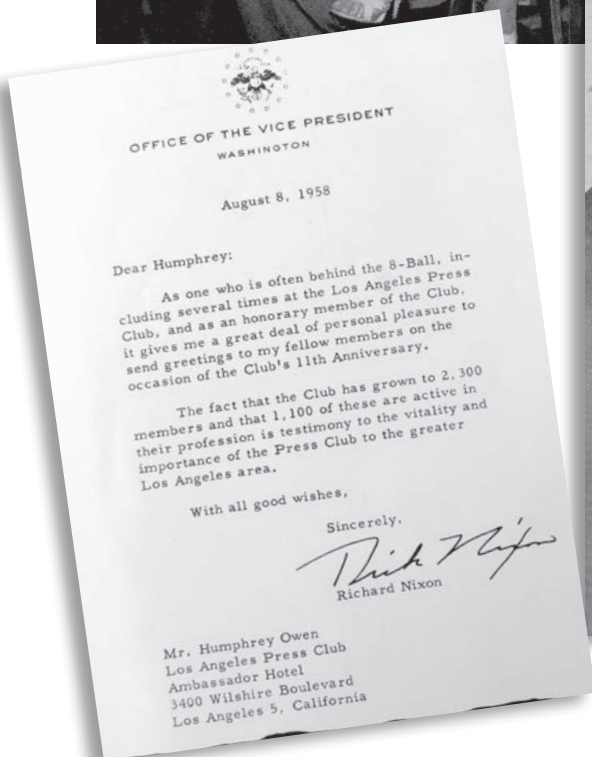 OFFICE OF THE VICE PRESIDENT
WASHINGTON
August 8, 1958
Dear Humphrey:
As one who is often behind the 8-Ball, in-
cluding several times at the Los Angeles Press
Club, and as an honorary member of the Club,
it gives me a great deal of personal pleasure to
send greetings to my fellow members on the
occasion of the Club's 11th Anniversary.
The fact that the Club has grown to 2,300
members and that 1,100 of these are active in
their profession is testimony to the vitality and
importance of the Press Club to the greater
Los Angeles area.
With all good wishes,
Sincerely,
Dick Nixon
Richard Nixon
Mr. Humphrey Owen
Los Angeles Press Club
Ambassador Hotel
3400 Wilshire Boulevard
Los Angeles 5, California